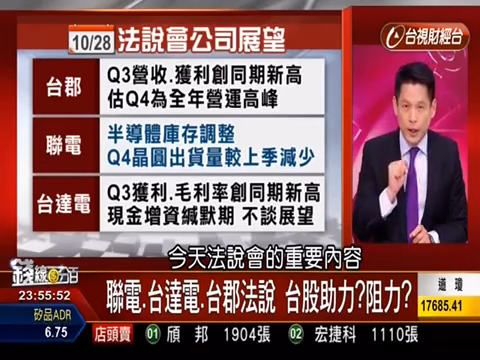 10/28 法說會公司展望
台視財經台
台郡
Q3營收.獲利創同期新高
估Q4為全年營運高峰
聯電
半導體庫存調整
Q4晶圓出貨量較上季減少
台達電
Q3獲利.毛利率創同期新高
現金增資緘默期 不談展望
今天法說會的重要內容
錢線百分百
23:55:52
聯電.台達電.台郡法說 台股助力?阻力?
道瓊
17685.41
矽品ADR
6.75
店頭賣 01 頎邦 1904張 02 宏捷科 1110張